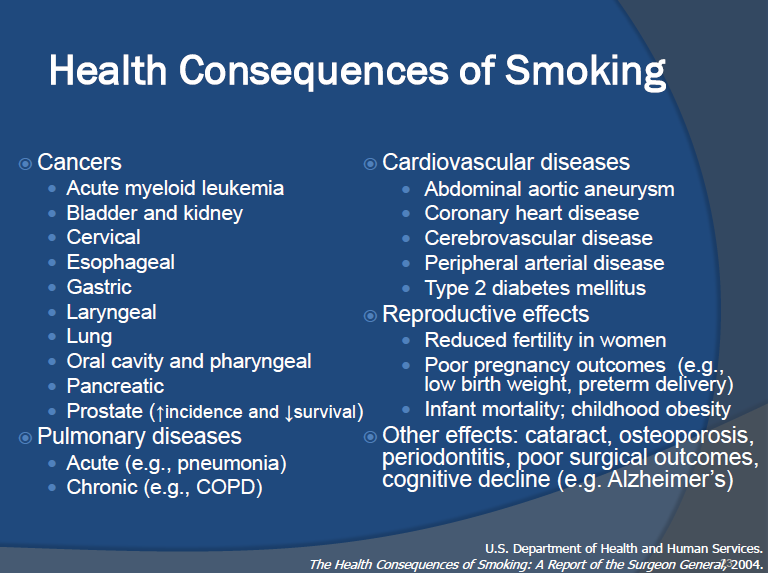 Health Consequences of Smoking
Cancers
Acute myeloid leukemia
Bladder and kidney
Cervical
Esophageal
Gastric
Laryngeal
Lung
Oral cavity and pharyngeal
Pancreatic
Prostate (↑incidence and ↓survival)
Pulmonary diseases
Acute (e.g., pneumonia)
Chronic (e.g., COPD)
Cardiovascular diseases
Abdominal aortic aneurysm
Coronary heart disease
Cerebrovascular disease
Peripheral arterial disease
Type 2 diabetes mellitus
Reproductive effects
Reduced fertility in women
Poor pregnancy outcomes (e.g.,
low birth weight, preterm delivery)
Infant mortality; childhood obesity
Other effects: cataract, osteoporosis,
periodontitis, poor surgical outcomes,
cognitive decline (e.g. Alzheimer's)
U.S. Department of Health and Human Services.
The Health Consequences of Smoking: A Report of the Surgeon General, 2004.